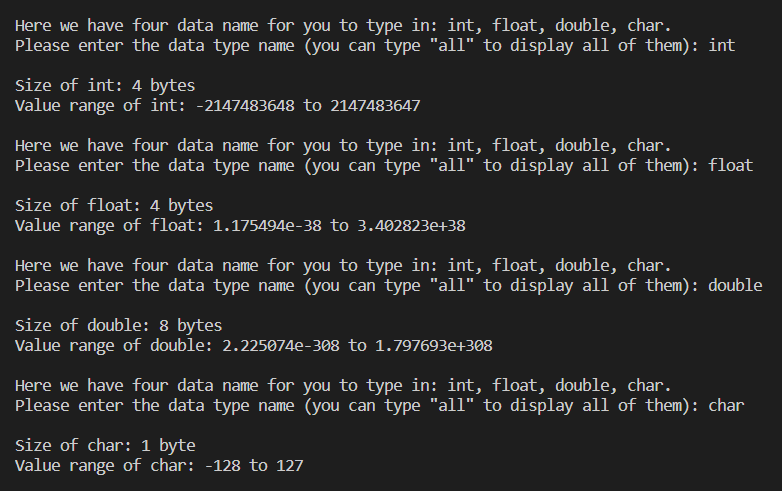 Here we have four data name for you to type in: int, float, double, char.
Please enter the data type name (you can type "all" to display all of them): int
Size of int: 4 bytes
Value range of int: -2147483648 to 2147483647
Here we have four data name for you to type in: int, float, double, char.
Please enter the data type name (you can type "all" to display all of them): float
Size of float: 4 bytes
Value range of float: 1.175494e-38 to 3.402823e+38
Here we have four data name for you to type in: int, float, double, char.
Please enter the data type name (you can type "all" to display all of them): double
Size of double: 8 bytes
Value range of double: 2.225074e-308 to 1.797693e+308
Here we have four data name for you to type in: int, float, double, char.
Please enter the data type name (you can type "all" to display all of them): char
Size of char: 1 byte
Value range of char: -128 to 127